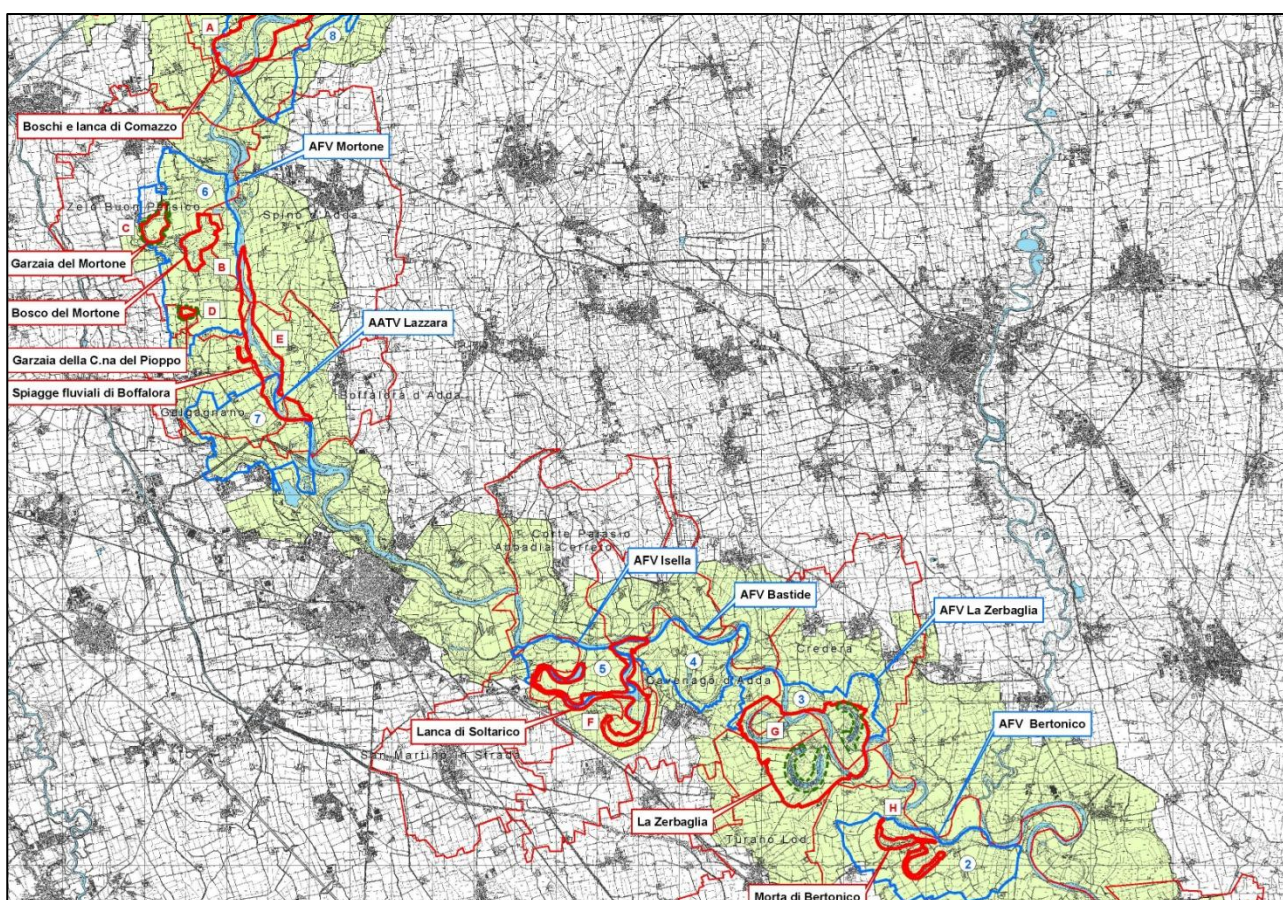 A
8
Boschi e lanca di Comazzo
AFV Mortone
6
Zelo Buon Persico
Spino d'Adda
C
Garzaia del Mortone
B
Bosco del Mortone
D
AATV Lazzara
E
Garzaia della C.na del Pioppo
Spiagge fluviali di Boffalora
Boffalora d'Adda
Galgagnano
7
Corte Palasio
Abbadia Cerreto
AFV Isella
AFV Bastide
AFV La Zerbaglia
Credera
5
4
Cavenago d'Adda
3
F
G
Lanca di Soltarico
AFV Bertonico
San Martino in Strada
La Zerbaglia
H
Turano Lod
2
Morta di Bertonico